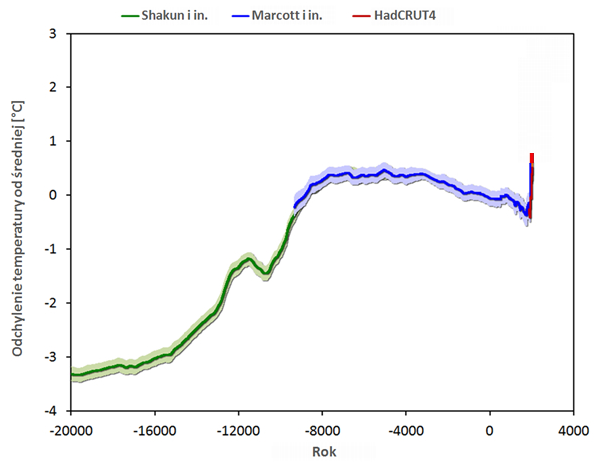 Shakun i in. Marcott i in. HadCRUT4
3
2
1
0
-1
-2
-3
-4
Odchylenie temperatury od średniej [°C]
-20000 -16000 -12000 -8000 -4000 0 4000
Rok